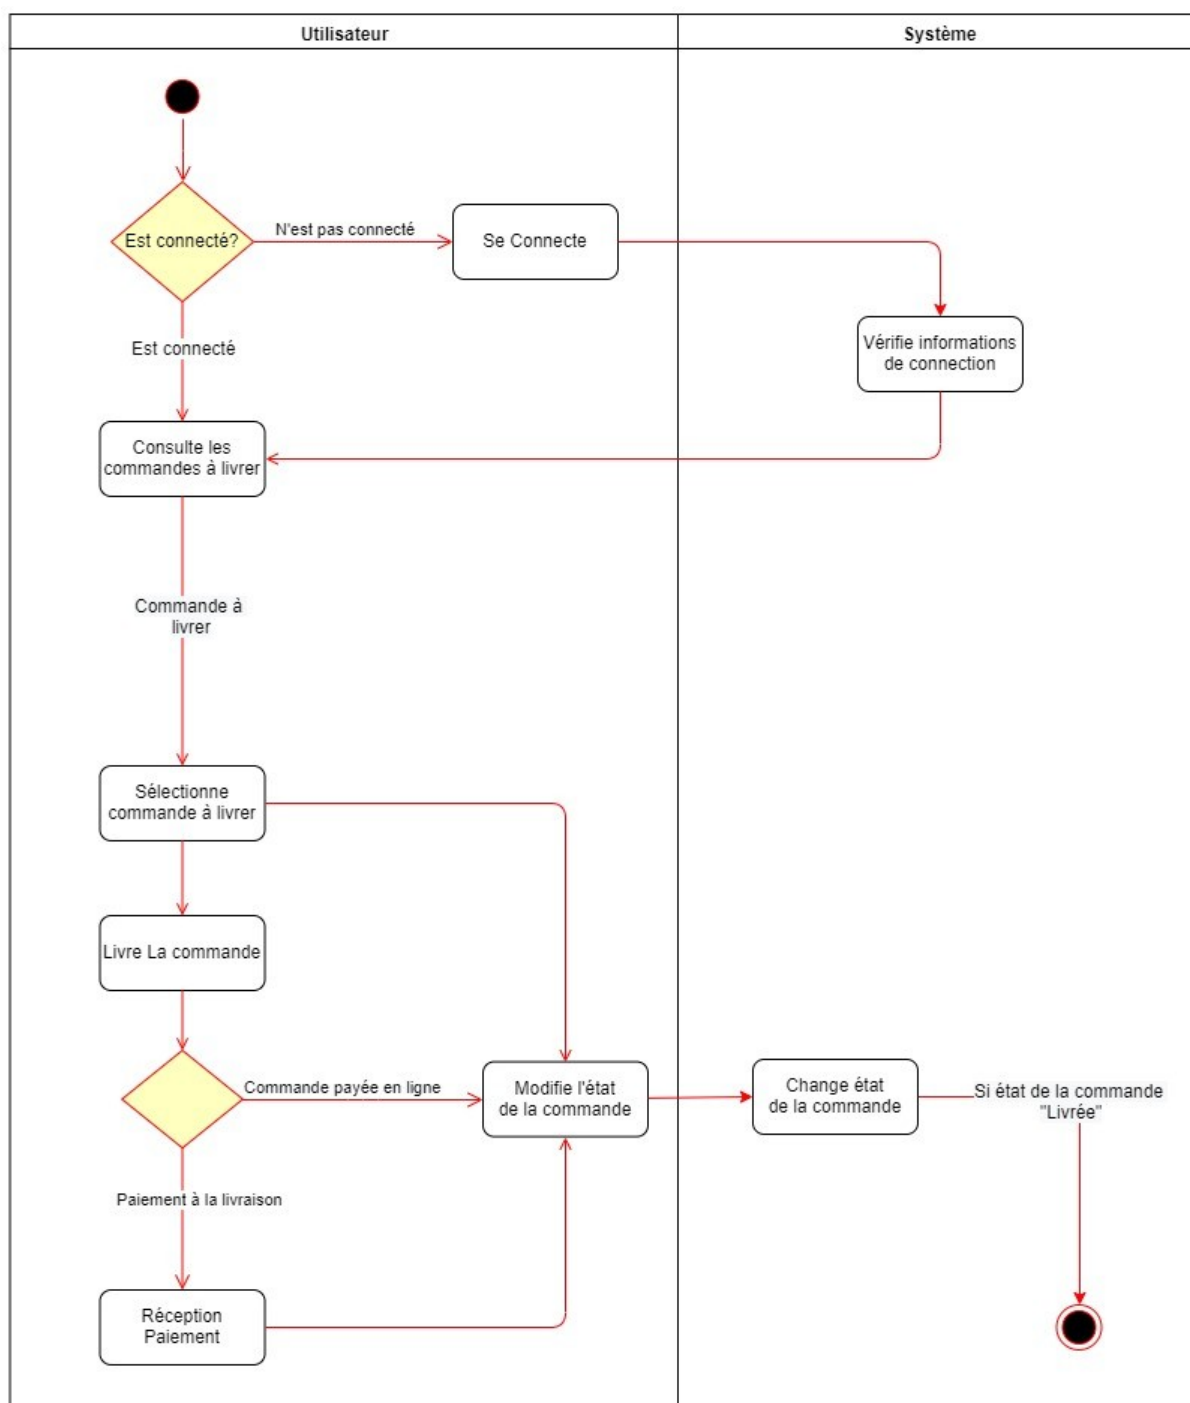 Utilisateur
Système
Est connecté?
N'est pas connecté
Se Connecte
Vérifie informations
de connection
Est connecté
Consulte les
commandes à livrer
Commande à
livrer
Sélectionne
commande à livrer
Livre La commande
Commande payée en ligne
Modifie l'état
de la commande
Change état
de la commande
Si état de la commande
"Livrée"
Paiement à la livraison
Réception
Paiement